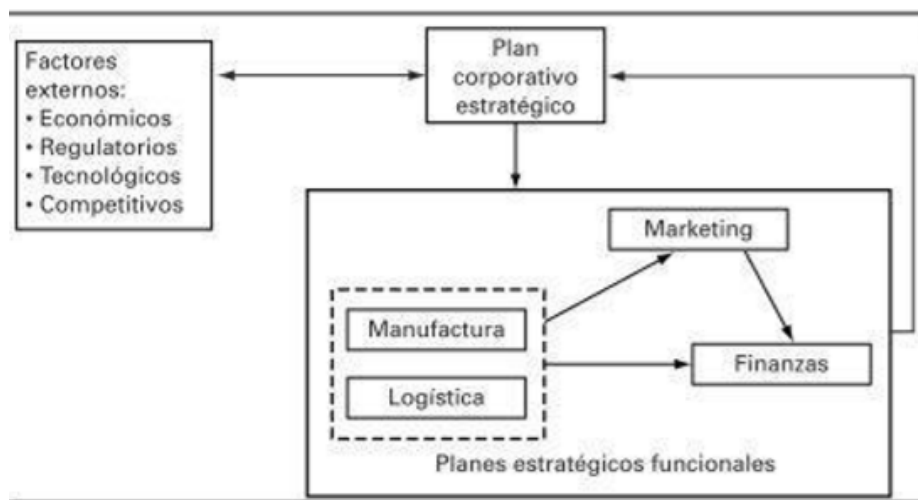 Factores
externos:
• Económicos
• Regulatorios
• Tecnológicos
• Competitivos
Plan
corporativo
estratégico
Marketing
Manufactura
Finanzas
Logística
Planes estratégicos funcionales